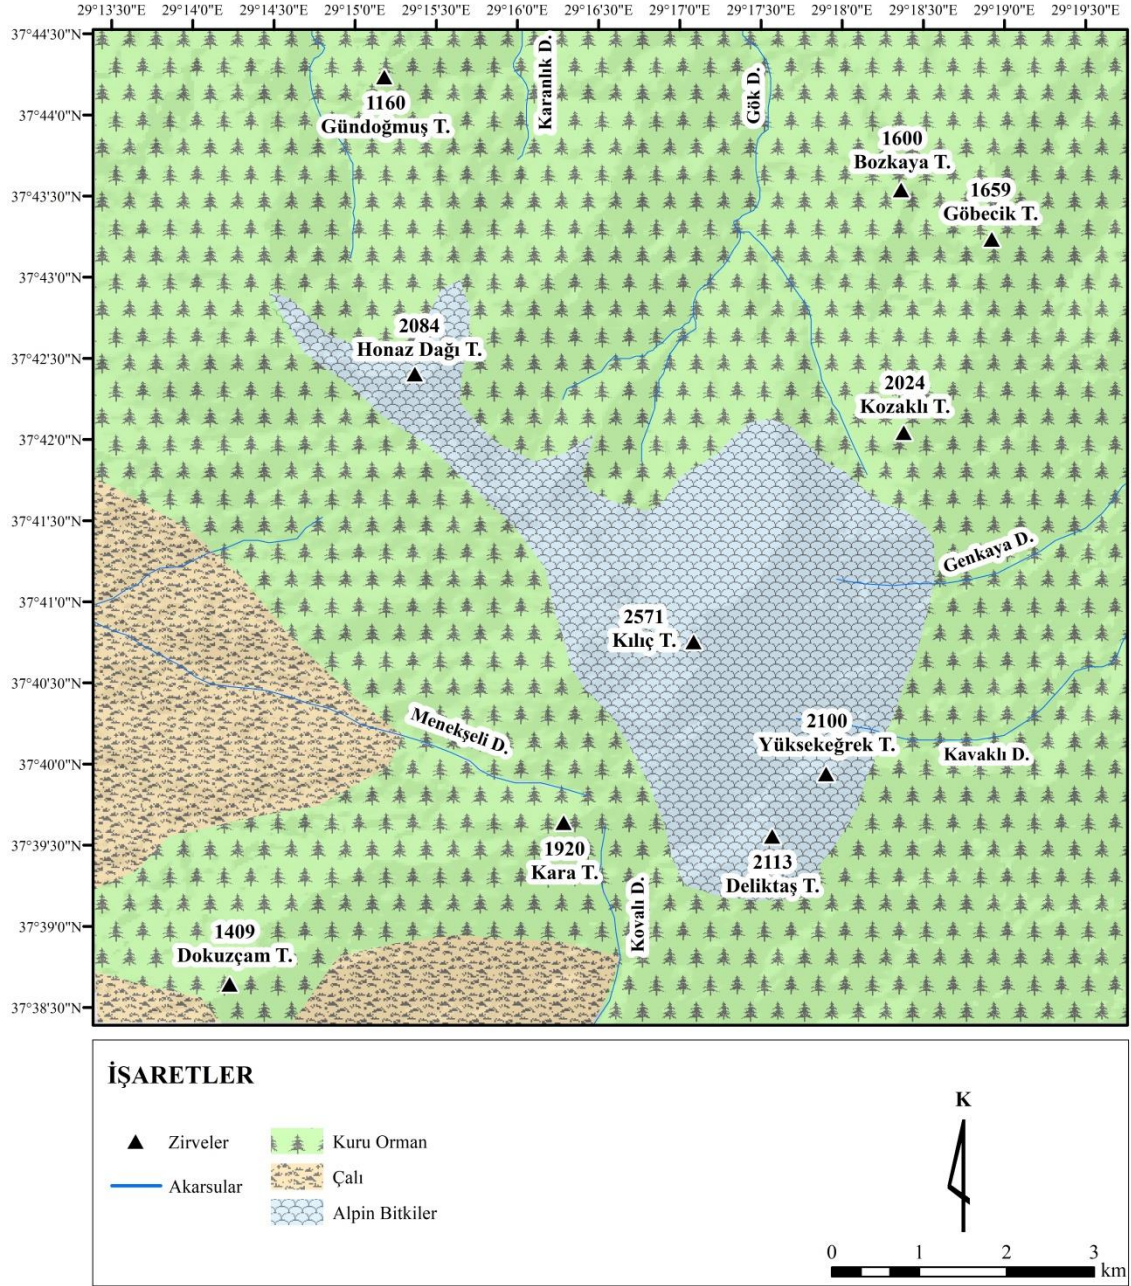 29°13'30"E 29°14'0"E 29°14'30"E 29°15'0"E 29°15'30"E 29°16'0"E 29°16'30"E 29°17'0"E 29°17'30"E 29°18'0"E 29°18'30"E 29°19'0"E 29°19'30"E
37°44'30"N
37°44'0"N
37°43'30"N
37°43'0"N
37°42'30"N
37°42'0"N
37°41'30"N
37°41'0"N
37°40'30"N
37°40'0"N
37°39'30"N
37°39'0"N
37°38'30"N
Karanlık D.
Gök D.
1160
Gündoğmuş T.
1600
Bozkaya T.
1659
Göbecik T.
2084
Honaz Dağı T.
2024
Kozaklı T.
Genkaya D.
2571
Kılıç T.
Menekşeli D.
2100
Yüksekeğrek T.
Kavaklı D.
1920
Kara T.
2113
Deliktaş T.
Kovalı D.
1409
Dokuzçam T.
İŞARETLER
Zirveler
Akarsular
Kuru Orman
Çalı
Alpin Bitkiler
K
0 1 2 3
km